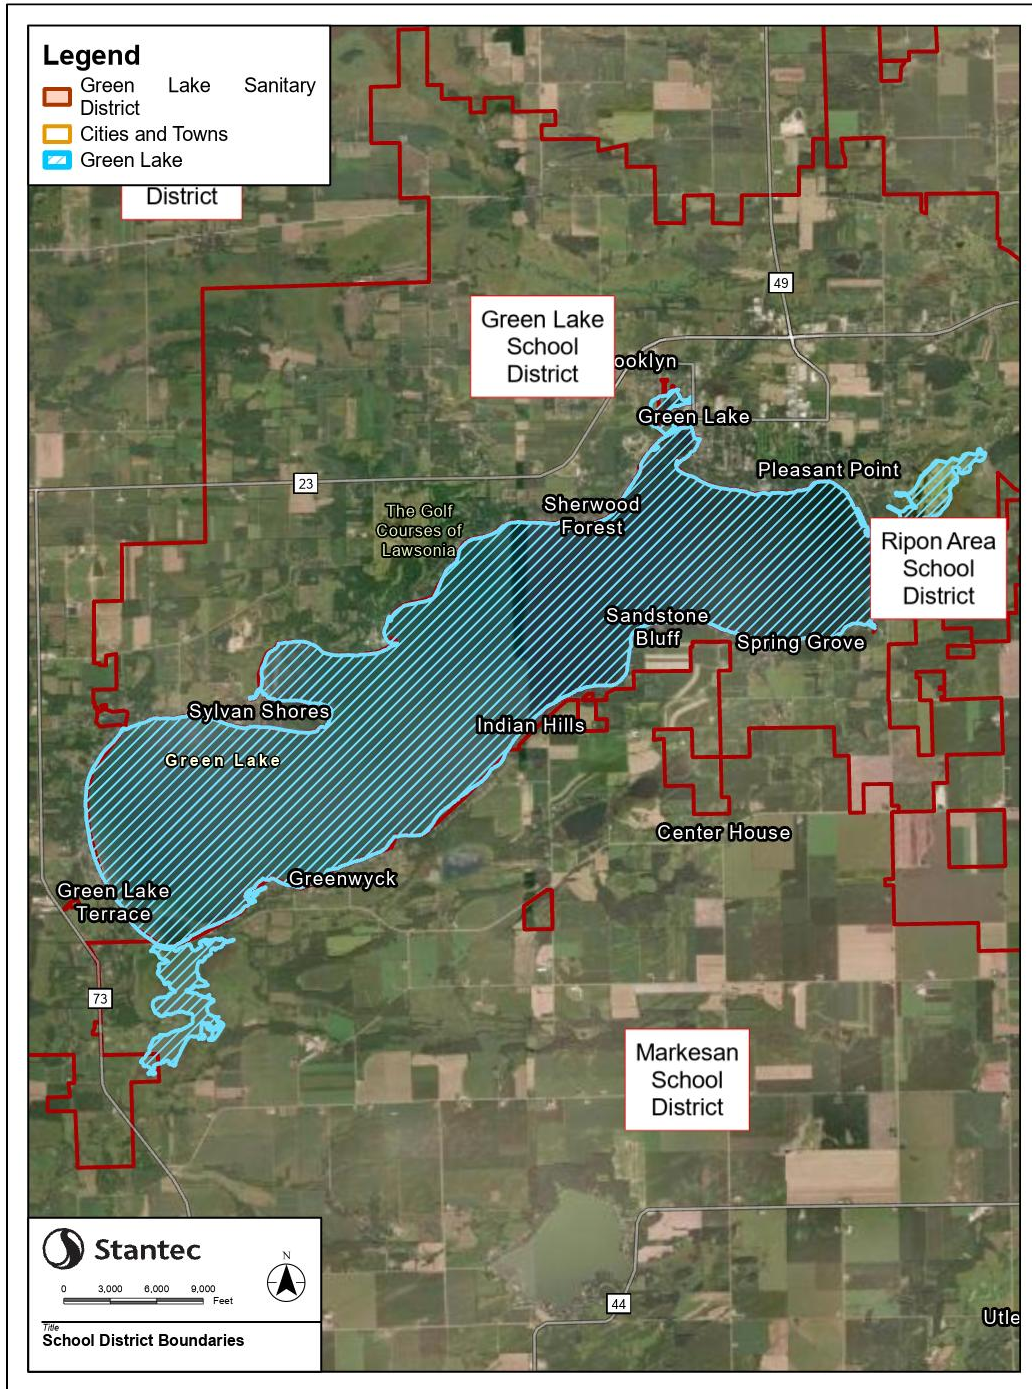 Legend
Green Lake Sanitary
District
Cities and Towns
Green Lake
District
49
Green Lake
School
District
ooklyn
Green Lake
Pleasant Point
23
The Golf
Courses of
Lawsonia
Sherwood
Forest
Ripon Area
School
District
Sandstone
Bluff
Spring Grove
Sylvan Shores
Indian Hills
Green Lake
Center House
Greenwyck
Green Lake
Terrace
73
Markesan
School
District
Stantec
N
0 3,000 6,000 9,000
Feet
44
Utle
Title
School District Boundaries